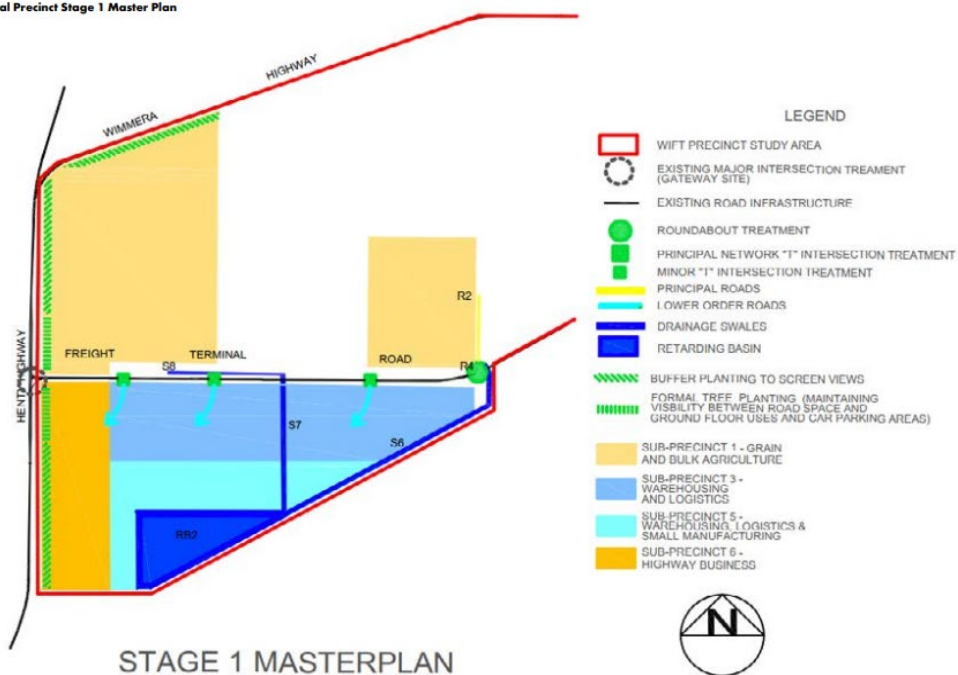 al Precinct Stage 1 Master Plan
WIMMERA
HIGHWAY
HENTY HIGHWAY
FREIGHT
TERMINAL
ROAD
R2
R4
S8
S7
S6
RB2
STAGE 1 MASTERPLAN
LEGEND
WIFT PRECINCT STUDY AREA
EXISTING MAJOR INTERSECTION TREAMENT
(GATEWAY SITE)
EXISTING ROAD INFRASTRUCTURE
ROUNDABOUT TREATMENT
PRINCIPAL NETWORK "T" INTERSECTION TREATMENT
MINOR "T" INTERSECTION TREATMENT
PRINCIPAL ROADS
LOWER ORDER ROADS
DRAINAGE SWALES
RETARDING BASIN
BUFFER PLANTING TO SCREEN VIEWS
FORMAL TREE PLANTING (MAINTAINING
VISBILITY BETWEEN ROAD SPACE AND
GROUND FLOOR USES AND CAR PARKING AREAS)
SUB-PRECINCT 1 - GRAIN
AND BULK AGRICULTURE
SUB-PRECINCT 3 -
WAREHOUSING
AND LOGISTICS
SUB-PRECINCT 5 -
WAREHOUSING, LOGISTICS &
SMALL MANUFACTURING
SUB-PRECINCT 6 -
HIGHWAY BUSINESS
N